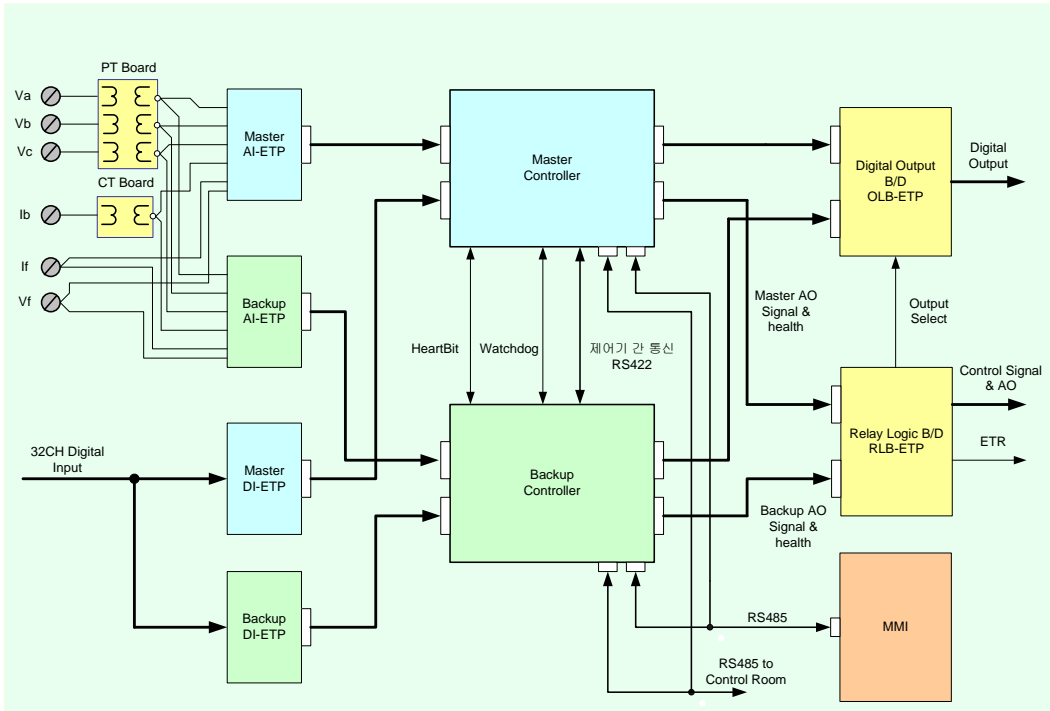 PT Board
Va
Vb
Vc
CT Board
Ib
If
Vf
Master
AI-ETP
Backup
AI-ETP
32CH Digital
Input
Master
DI-ETP
Backup
DI-ETP
Master
Controller
HeartBit
Watchdog
제어기 간 통신
RS422
Backup
Controller
Master AO
Signal &
health
Backup AO
Signal &
health
Digital Output
B/D
OLB-ETP
Digital
Output
Output
Select
Relay Logic B/D
RLB-ETP
Control Signal
& AO
ETR
RS485
MMI
RS485 to
Control Room